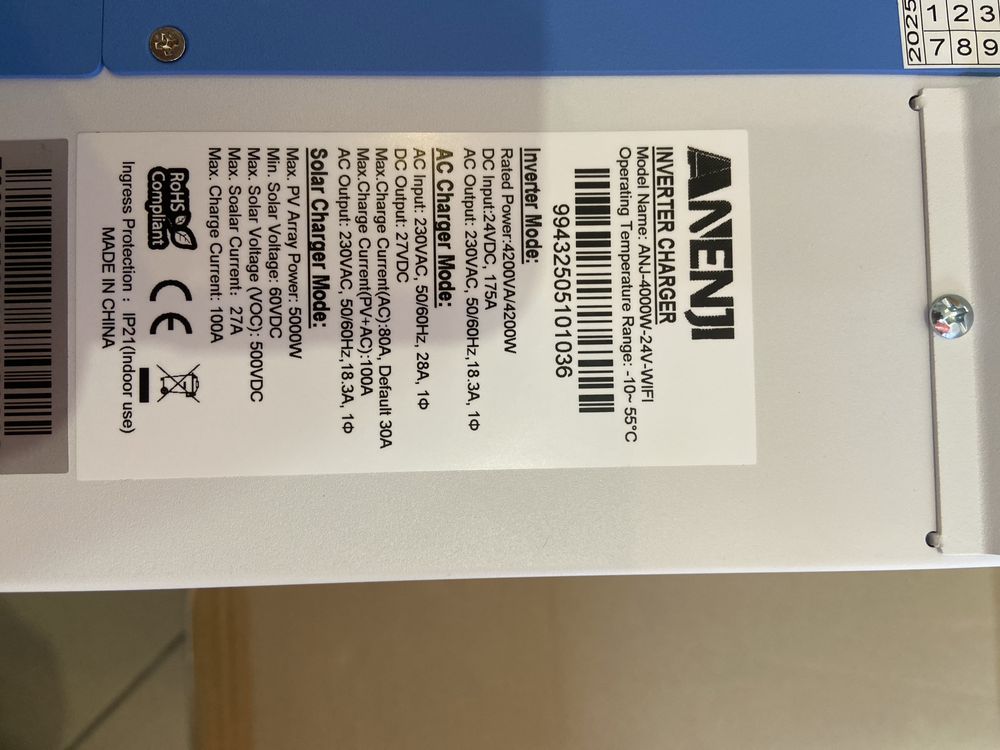 ANENJI
INVERTER CHARGER
Model Name: ANJ-4000W-24V-WIFI
Operating Temperature Range: -10~ 55°C
99432505101036
Inverter Mode:
Rated Power:4200VA/4200W
DC Input:24VDC, 175A
AC Output: 230VAC, 50/60Hz,18.3A, 1Φ
AC Charger Mode:
AC Input: 230VAC, 50/60Hz, 28A, 1Φ
DC Output: 27VDC
Max.Charge Current(AC):80A, Default 30A
Max.Charge Current(PV+AC):100A
AC Output: 230VAC, 50/60Hz,18.3A, 1Φ
Solar Charger Mode:
Max. PV Array Power: 5000W
Min. Solar Voltage: 60VDC
Max. Solar Voltage (VOC): 500VDC
Max. Soalar Current: 27A
Max. Charge Current: 100A
RoHS
Compliant
CE
Ingress Protection : IP21(Indoor use)
MADE IN CHINA
2025
1 2 3
7 8 9